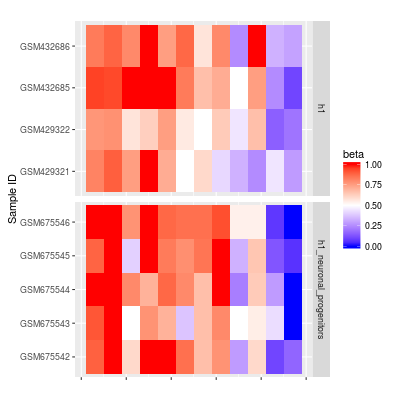 GSM432686
GSM432685
GSM429322
GSM429321
h1
GSM675546
GSM675545
GSM675544
GSM675543
GSM675542
h1_neuronal_progenitors
Sample ID
beta
1.00
0.75
0.50
0.25
0.00